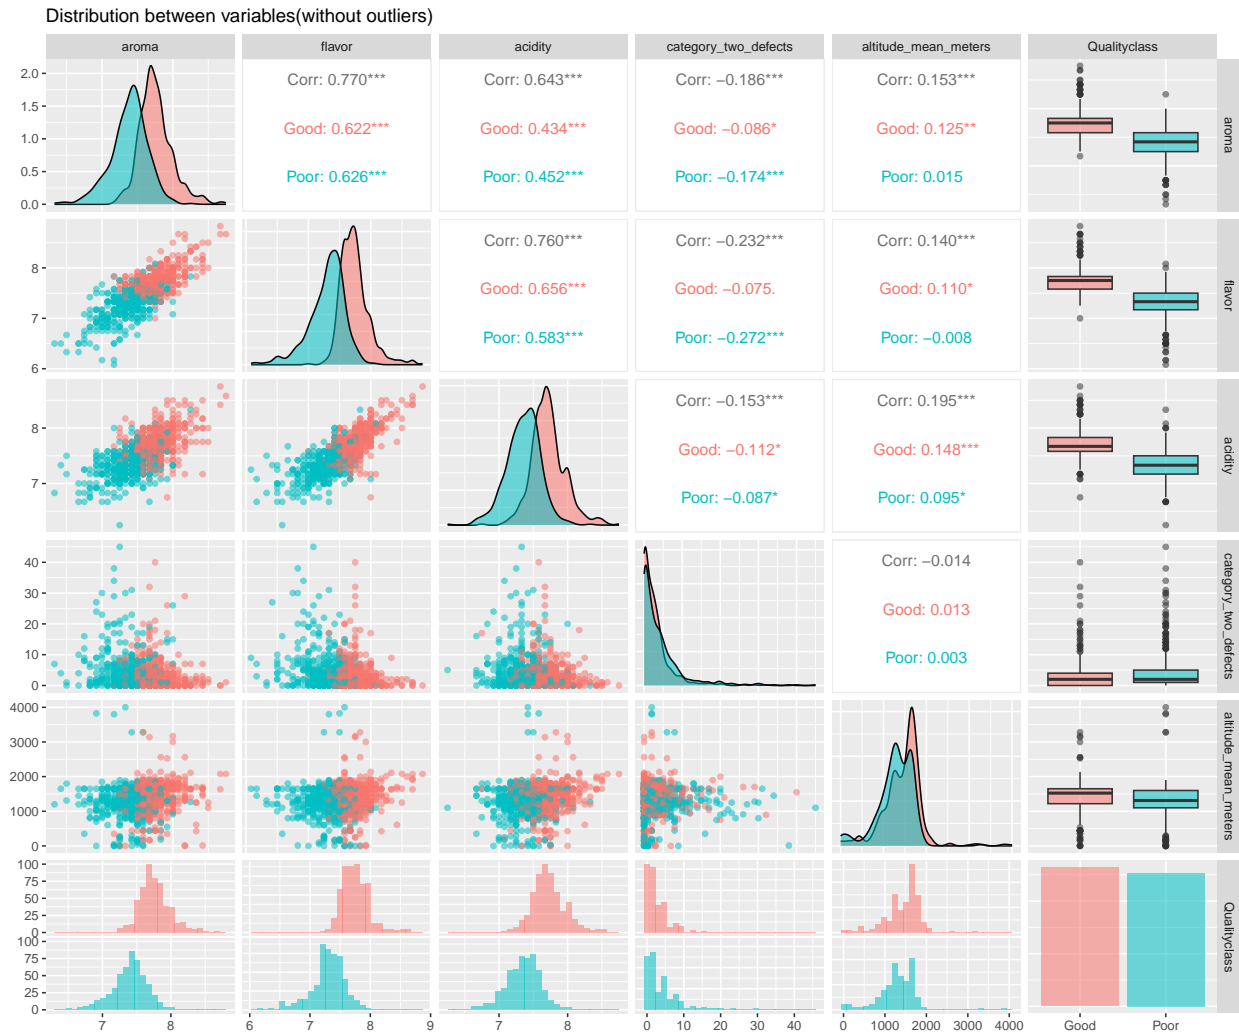 Distribution between variables(without outliers)
aroma flavor acidity category_two_defects altitude_mean_meters Qualityclass
2.0
1.5
1.0
0.5
0.0
Corr: 0.770***
Good: 0.622***
Poor: 0.626***
Corr: 0.643***
Good: 0.434***
Poor: 0.452***
Corr: −0.186***
Good: −0.086*
Poor: −0.174***
Corr: 0.153***
Good: 0.125**
Poor: 0.015
aroma
8
7
6
Corr: 0.760***
Good: 0.656***
Poor: 0.583***
Corr: −0.232***
Good: −0.075.
Poor: −0.272***
Corr: 0.140***
Good: 0.110*
Poor: −0.008
flavor
8
7
Corr: −0.153***
Good: −0.112*
Poor: −0.087*
Corr: 0.195***
Good: 0.148***
Poor: 0.095*
acidity
40
30
20
10
0
Corr: −0.014
Good: 0.013
Poor: 0.003
category_two_defects
4000
3000
2000
1000
0
altitude_mean_meters
100
75
50
25
0
100
75
50
25
0
Qualityclass
7 8
6 7 8 9
7 8
0 10 20 30 40
0 1000 2000 3000 4000
Good Poor